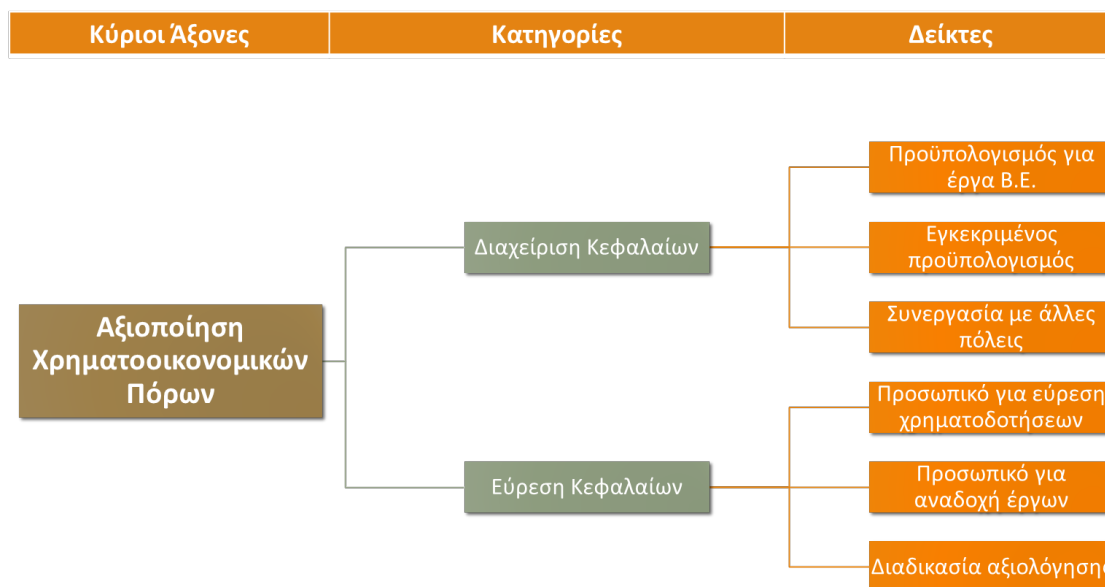 Κύριοι Άξονες
Κατηγορίες
Δείκτες
Προϋπολογισμός για
έργα Β.Ε.
Διαχείριση Κεφαλαίων
Εγκεκριμένος
προϋπολογισμός
Συνεργασία με άλλες
πόλεις
Αξιοποίηση
Χρηματοοικονομικών
Πόρων
Προσωπικό για εύρεση
χρηματοδοτήσεων
Εύρεση Κεφαλαίων
Προσωπικό για
αναδοχή έργων
Διαδικασία αξιολόγησης